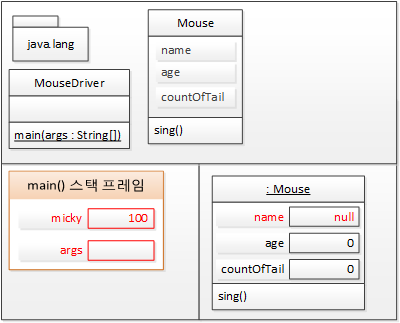 java.lang
MouseDriver
main(args : String[])
Mouse
name
age
countOfTail
sing()
main() 스택 프레임
micky 100
args
: Mouse
name null
age 0
countOfTail 0
sing()